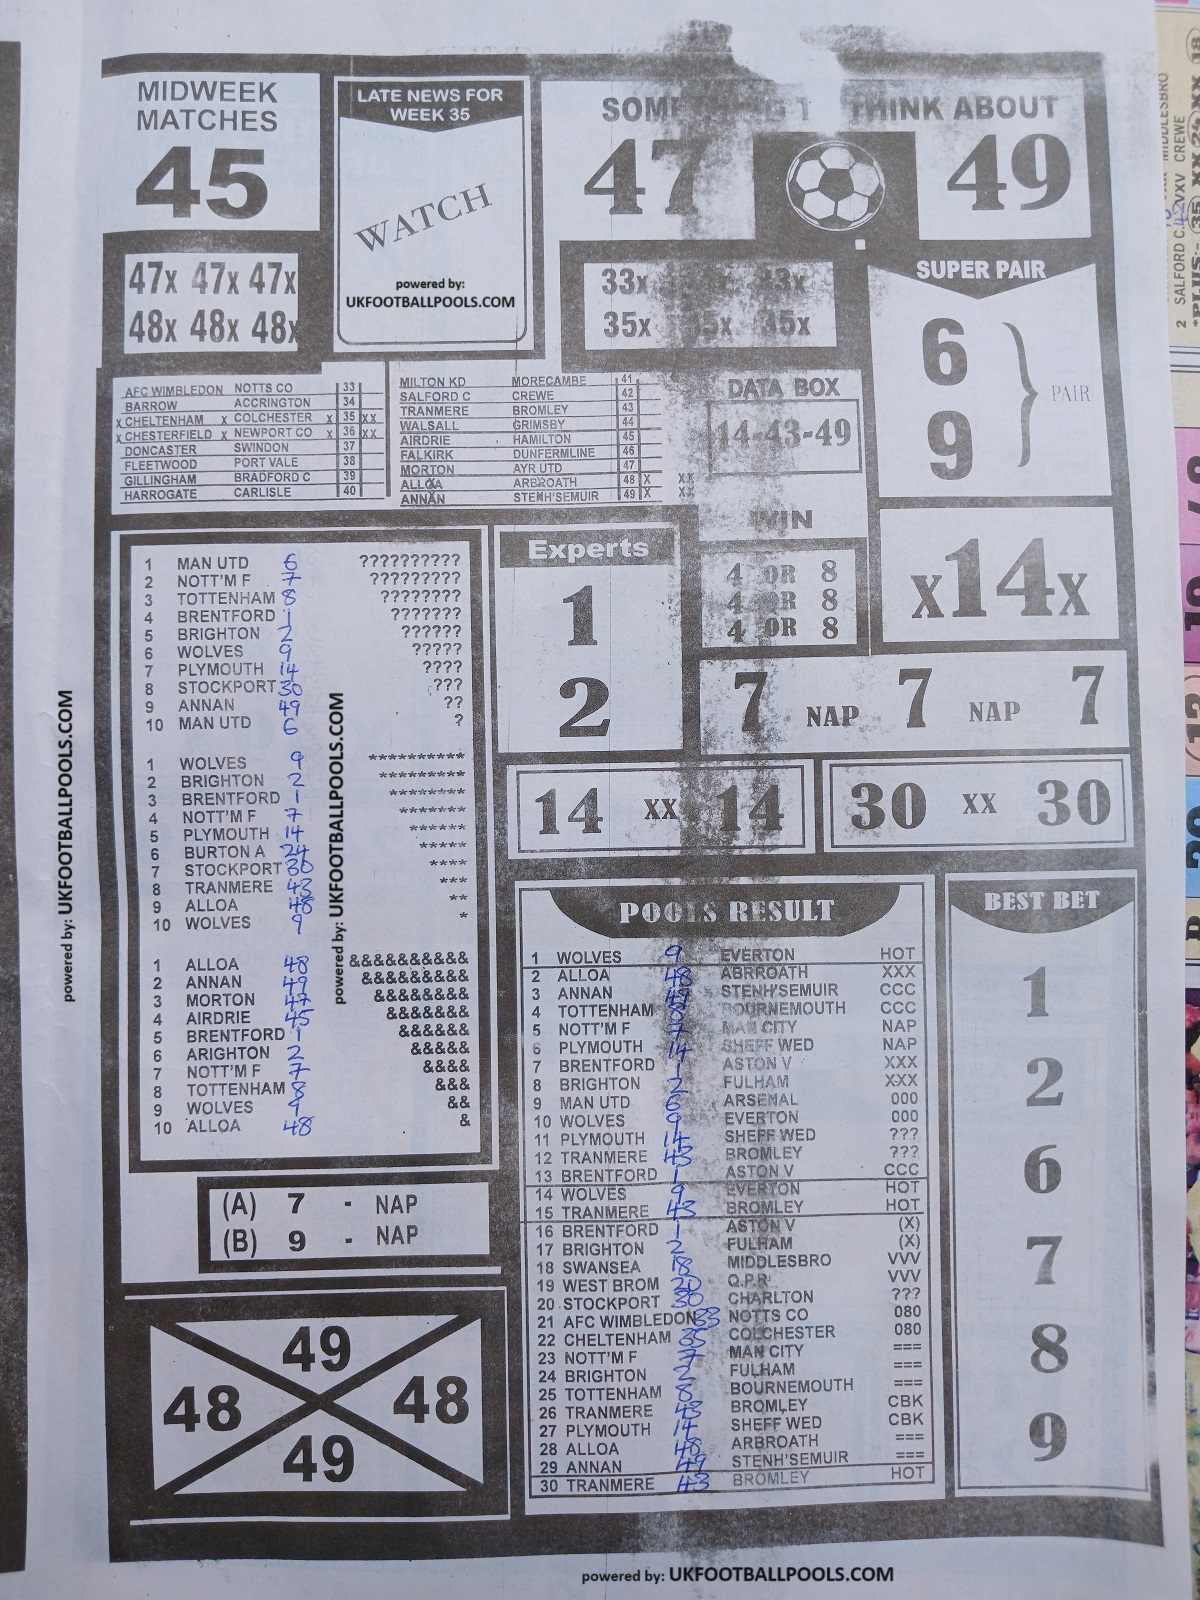 MIDWEEK
MATCHES
45
47x 47x 47x
48x 48x 48x
LATE NEWS FOR
WEEK 35
WATCH
powered by:
UKFOOTBALLPOOLS.COM
THINK ABOUT
47 49
33x
35x 35x 35x
SUPER PAIR
6
9
PAIR
AFC WIMBLEDON NOTTS CO 33
BARROW ACCRINGTON 34
x CHELTENHAM x COLCHESTER x 35 xx
x CHESTERFIELD x NEWPORT CO x 36 xx
DONCASTER SWINDON 37
FLEETWOOD PORT VALE 38
GILLINGHAM BRADFORD C 39
HARROGATE CARLISLE 40
MILTON KD MORECAMBE 41
SALFORD C CREWE 42
TRANMERE BROMLEY 43
WALSALL GRIMSBY 44
AIRDRIE HAMILTON 45
FALKIRK DUNFERMLINE 46
MORTON AYR UTD 47
ALLOA ARBROATH 48 X XX
ANNAN STENH'SEMUIR 49 X XX
DATA BOX
14-43-49
WIN
4 OR 8
4 OR 8
4 OR 8
x14x
Experts
1
2
7 NAP 7 NAP 7
14 xx 14
30 xx 30
1 MAN UTD 6 ??????????
2 NOTT'M F 7 ?????????
3 TOTTENHAM 8 ????????
4 BRENTFORD 1 ???????
5 BRIGHTON 2 ??????
6 WOLVES 9 ?????
7 PLYMOUTH 14 ????
8 STOCKPORT 30 ???
9 ANNAN 49 ??
10 MAN UTD 6 ?
1 WOLVES 9 **********
2 BRIGHTON 2 *********
3 BRENTFORD 1 ********
4 NOTT'M F 7 *******
5 PLYMOUTH 14 ******
6 BURTON A 24 *****
7 STOCKPORT 30 ****
8 TRANMERE 43 ***
9 ALLOA 48 **
10 WOLVES 9 *
1 ALLOA 48 &&&&&&&&&&
2 ANNAN 49 &&&&&&&&&
3 MORTON 47 &&&&&&&&
4 AIRDRIE 45 &&&&&&&
5 BRENTFORD 1 &&&&&&
6 ARIGHTON 2 &&&&&
7 NOTT'M F 7 &&&&
8 TOTTENHAM 8 &&&
9 WOLVES 9 &&
10 ALLOA 48 &
powered by: UKFOOTBALLPOOLS.COM
powered by: UKFOOTBALLPOOLS.COM
(A) 7 - NAP
(B) 9 - NAP
49
48 48
49
POOLS RESULT
1 WOLVES 9 EVERTON HOT
2 ALLOA 48 ABRROATH XXX
3 ANNAN 49 STENH'SEMUIR CCC
4 TOTTENHAM 8 BOURNEMOUTH CCC
5 NOTT'M F 7 MAN CITY NAP
6 PLYMOUTH 14 SHEFF WED NAP
7 BRENTFORD 1 ASTON V XXX
8 BRIGHTON 2 FULHAM XXX
9 MAN UTD 6 ARSENAL 000
10 WOLVES 9 EVERTON 000
11 PLYMOUTH 14 SHEFF WED ???
12 TRANMERE 43 BROMLEY ???
13 BRENTFORD 1 ASTON V CCC
14 WOLVES 9 EVERTON HOT
15 TRANMERE 43 BROMLEY HOT
16 BRENTFORD 1 ASTON V (X)
17 BRIGHTON 2 FULHAM (X)
18 SWANSEA 18 MIDDLESBRO VVV
19 WEST BROM 20 Q.P.R VVV
20 STOCKPORT 30 CHARLTON ???
21 AFC WIMBLEDON 33 NOTTS CO 080
22 CHELTENHAM 35 COLCHESTER 080
23 NOTT'M F 7 MAN CITY ===
24 BRIGHTON 2 FULHAM ===
25 TOTTENHAM 8 BOURNEMOUTH ===
26 TRANMERE 43 BROMLEY CBK
27 PLYMOUTH 14 SHEFF WED CBK
28 ALLOA 48 ARBROATH ===
29 ANNAN 49 STENH'SEMUIR ===
30 TRANMERE 43 BROMLEY HOT
BEST BET
1
2
6
7
8
9
powered by: UKFOOTBALLPOOLS.COM
MIDDLESBRO
2 SALFORD C. 42 VXV CREWE